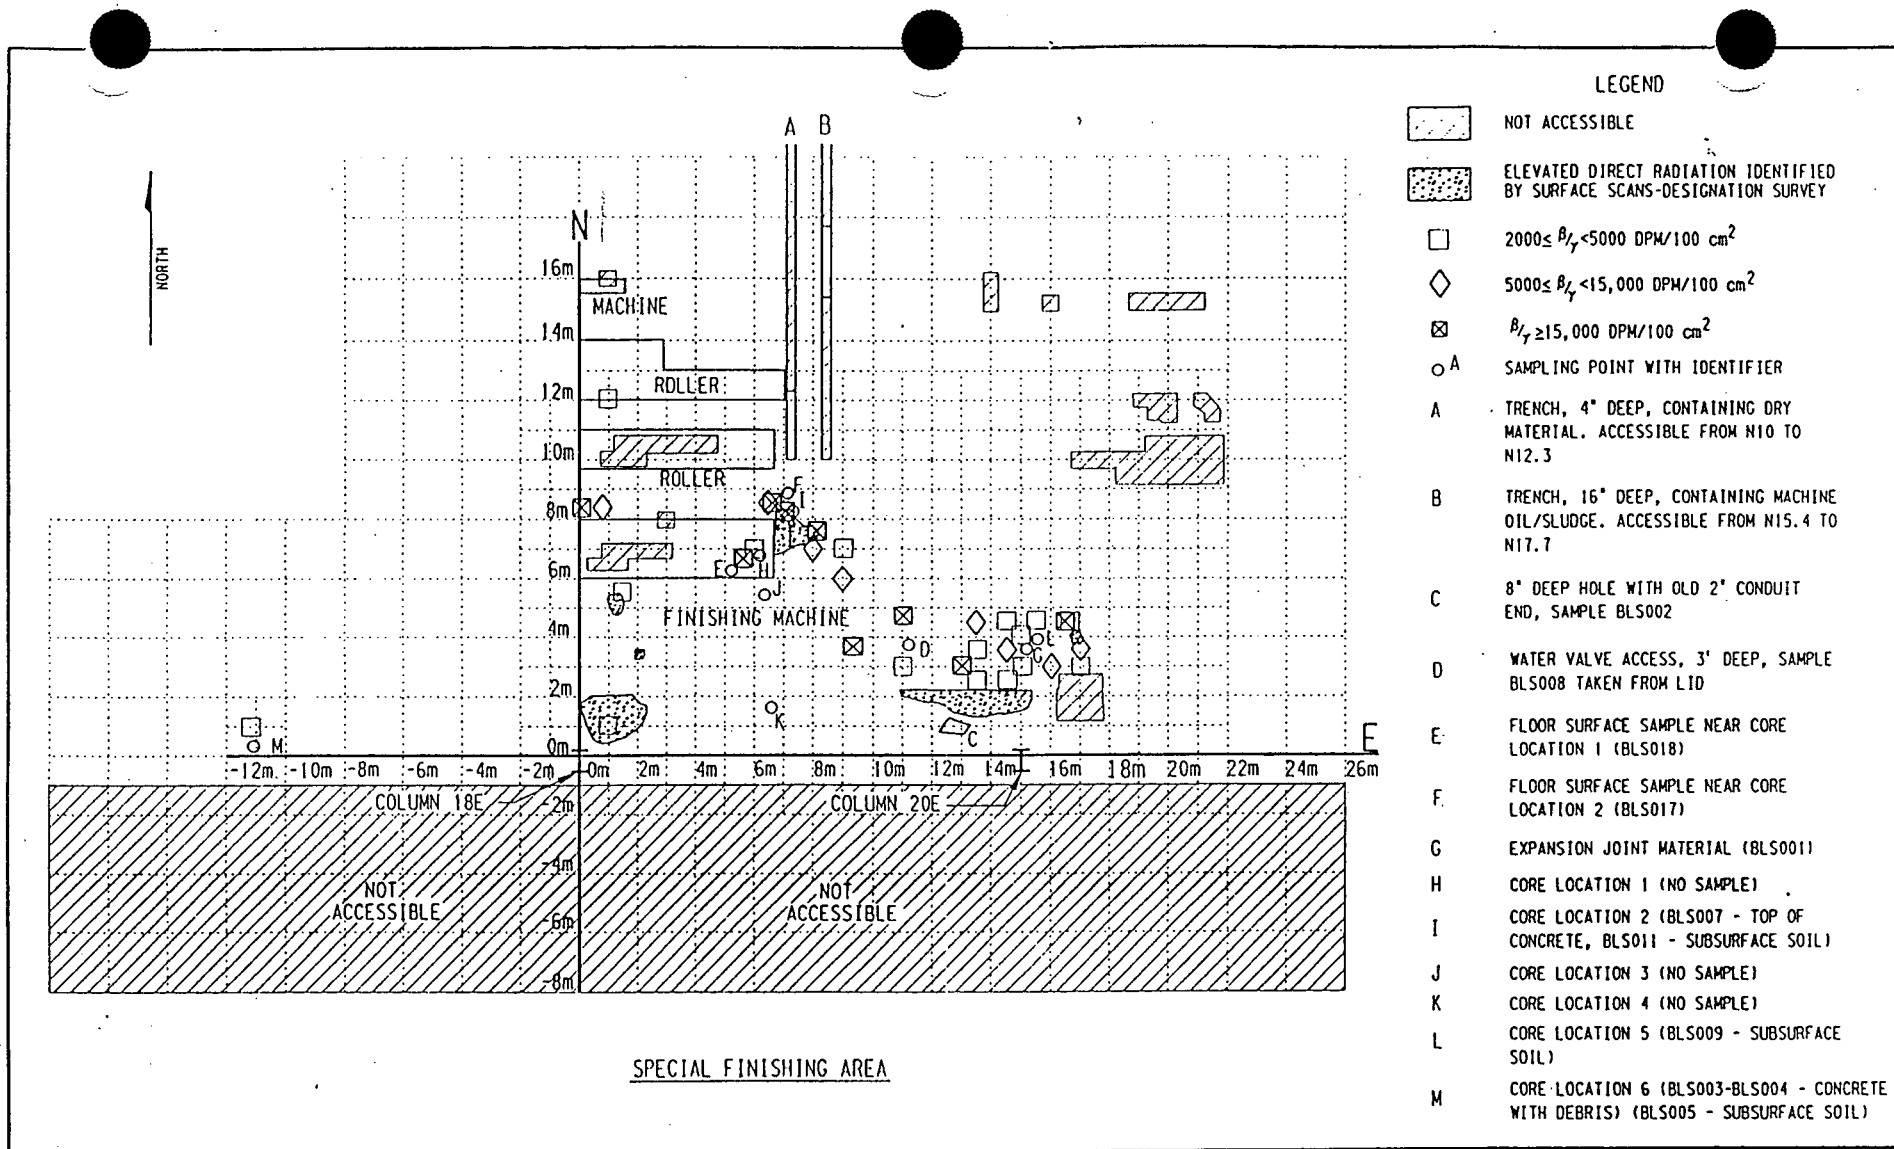 LEGEND
NOT ACCESSIBLE
ELEVATED DIRECT RADIATION IDENTIFIED
BY SURFACE SCANS-DESIGNATION SURVEY
2000≤ β/γ <5000 DPM/100 cm²
5000≤ β/γ <15,000 DPM/100 cm²
β/γ ≥15,000 DPM/100 cm²
A SAMPLING POINT WITH IDENTIFIER
A TRENCH, 4" DEEP, CONTAINING DRY
MATERIAL. ACCESSIBLE FROM N10 TO
N12.3
B TRENCH, 16" DEEP, CONTAINING MACHINE
OIL/SLUDGE. ACCESSIBLE FROM N15.4 TO
N17.7
C 8" DEEP HOLE WITH OLD 2" CONDUIT
END, SAMPLE BLS002
D WATER VALVE ACCESS, 3' DEEP, SAMPLE
BLS008 TAKEN FROM LID
E FLOOR SURFACE SAMPLE NEAR CORE
LOCATION 1 (BLS018)
F FLOOR SURFACE SAMPLE NEAR CORE
LOCATION 2 (BLS017)
G EXPANSION JOINT MATERIAL (BLS001)
H CORE LOCATION 1 (NO SAMPLE)
I CORE LOCATION 2 (BLS007 - TOP OF
CONCRETE, BLS011 - SUBSURFACE SOIL)
J CORE LOCATION 3 (NO SAMPLE)
K CORE LOCATION 4 (NO SAMPLE)
L CORE LOCATION 5 (BLS009 - SUBSURFACE
SOIL)
M CORE LOCATION 6 (BLS003-BLS004 - CONCRETE
WITH DEBRIS) (BLS005 - SUBSURFACE SOIL)
A B
NORTH
N
16m
MACHINE
14m
ROLLER
12m
10m
ROLLER
F
I
8m
E H
6m
J
FINISHING MACHINE
4m
D G L
2m
K
C
M
0m
E
-12m -10m -8m -6m -4m -2m 0m 2m 4m 6m 8m 10m 12m 14m 16m 18m 20m 22m 24m 26m
COLUMN 18E
COLUMN 20E
-2m
-4m
NOT
ACCESSIBLE
NOT
ACCESSIBLE
-6m
-8m
SPECIAL FINISHING AREA